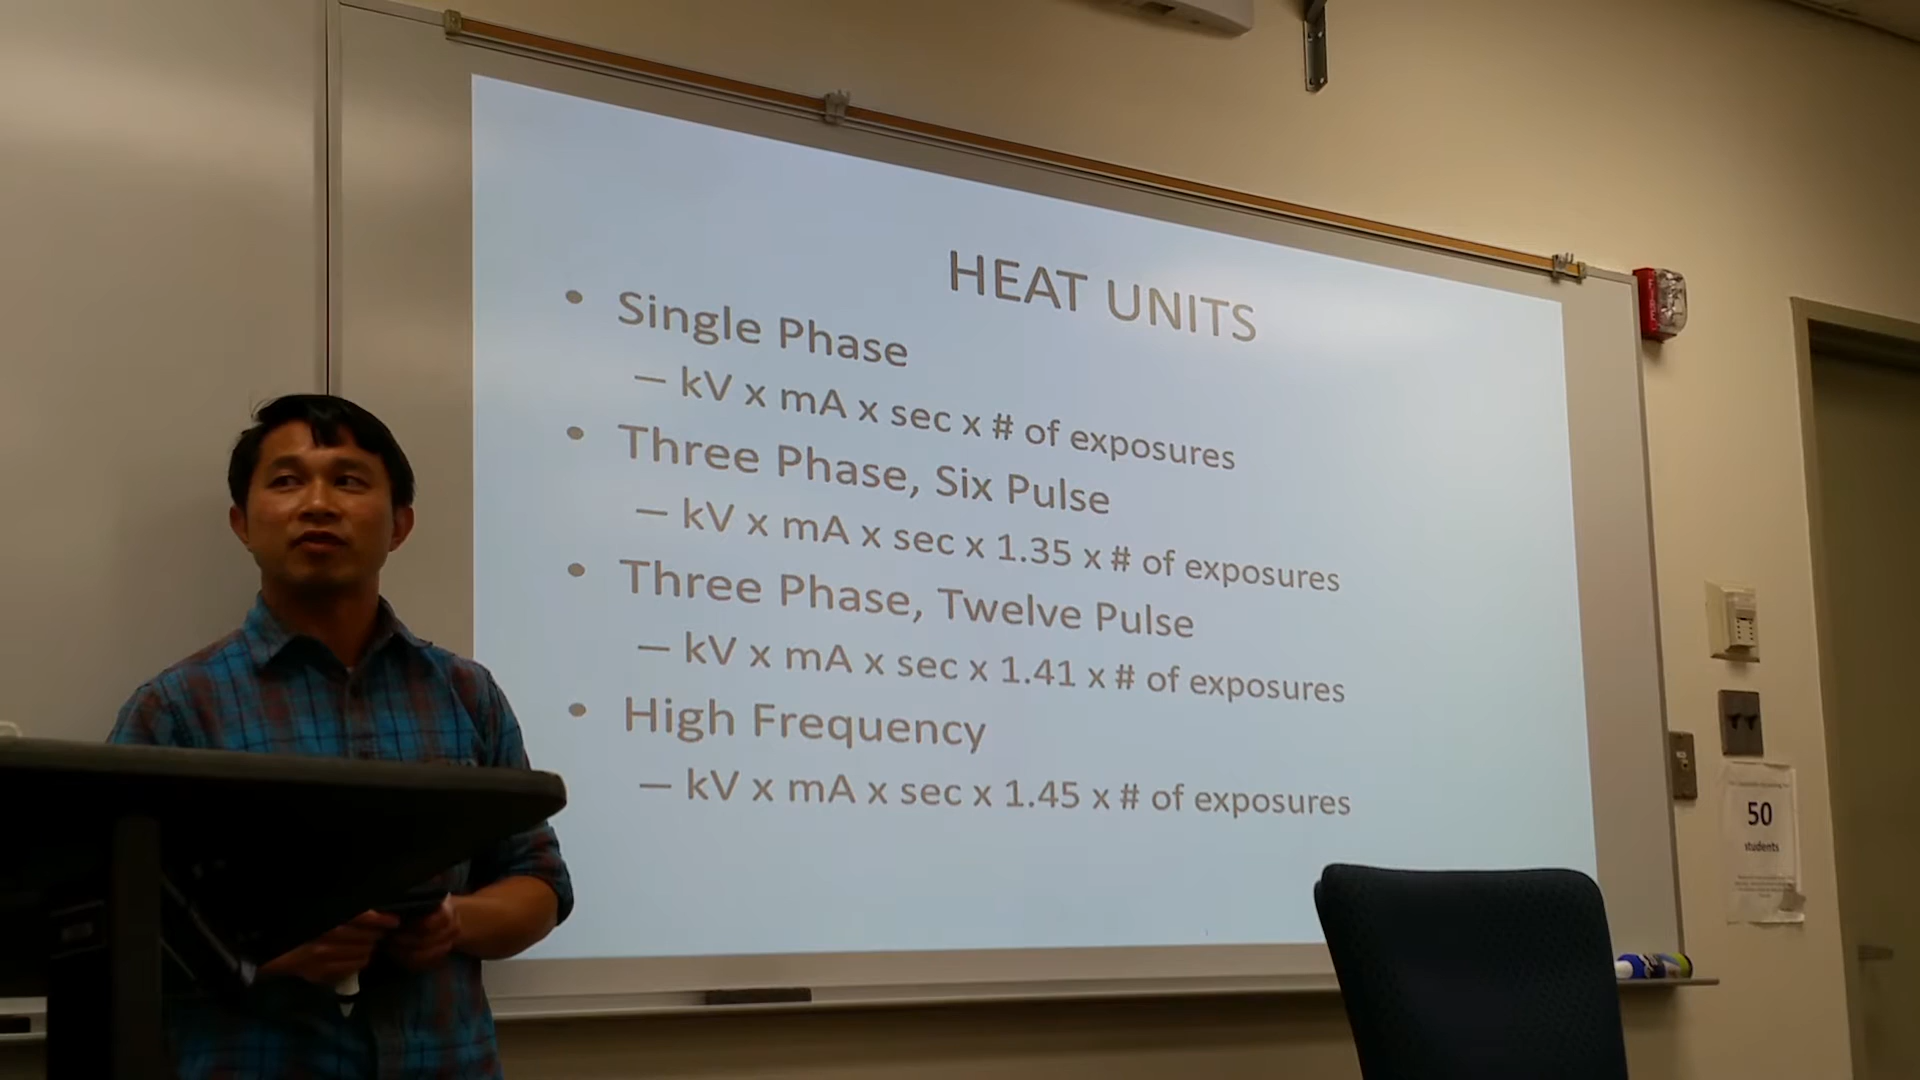 HEAT UNITS
• Single Phase
– kV x mA x sec x # of exposures
• Three Phase, Six Pulse
– kV x mA x sec x 1.35 x # of exposures
• Three Phase, Twelve Pulse
– kV x mA x sec x 1.41 x # of exposures
• High Frequency
– kV x mA x sec x 1.45 x # of exposures
50
students